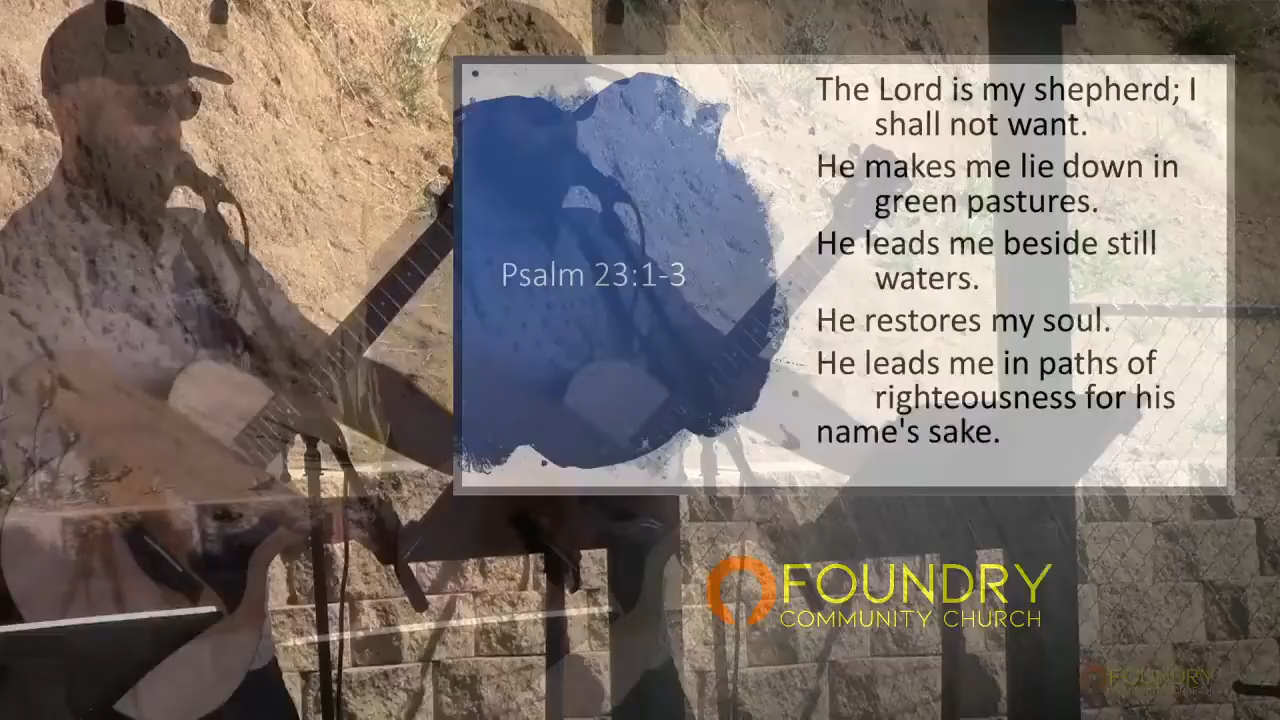 Psalm 23:1-3
The Lord is my shepherd; I
shall not want.
He makes me lie down in
green pastures.
He leads me beside still
waters.
He restores my soul.
He leads me in paths of
righteousness for his
name's sake.
FOUNDRY
COMMUNITY CHURCH
FOUNDRY